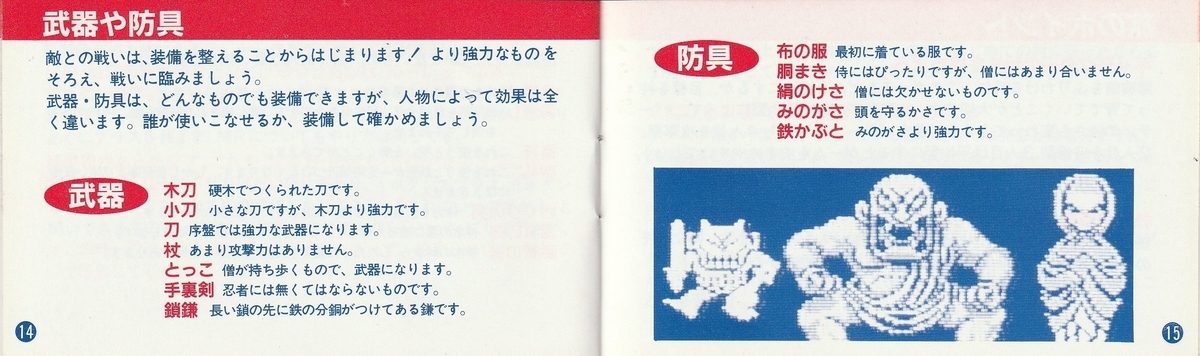 武器や防具
敵との戦いは、装備を整えることからはじまります! より強力なものを
そろえ、戦いに臨みましょう。
武器・防具は、どんなものでも装備できますが、人物によって効果は全
く違います。誰が使いこなせるか、装備して確かめましょう。
武器
木刀 硬木でつくられた刀です。
小刀 小さな刀ですが、木刀より強力です。
刀 序盤では強力な武器になります。
杖 あまり攻撃力はありません。
とっこ 僧が持ち歩くもので、武器になります。
手裏剣 忍者には無くてはならないものです。
鎖鎌 長い鎖の先に鉄の分銅がつけてある鎌です。
14
防具
布の服 最初に着ている服です。
胴まき 侍にはぴったりですが、僧にはあまり合いません。
絹のけさ 僧には欠かせないものです。
みのがさ 頭を守るかさです。
鉄かぶと みのがさより強力です。
15